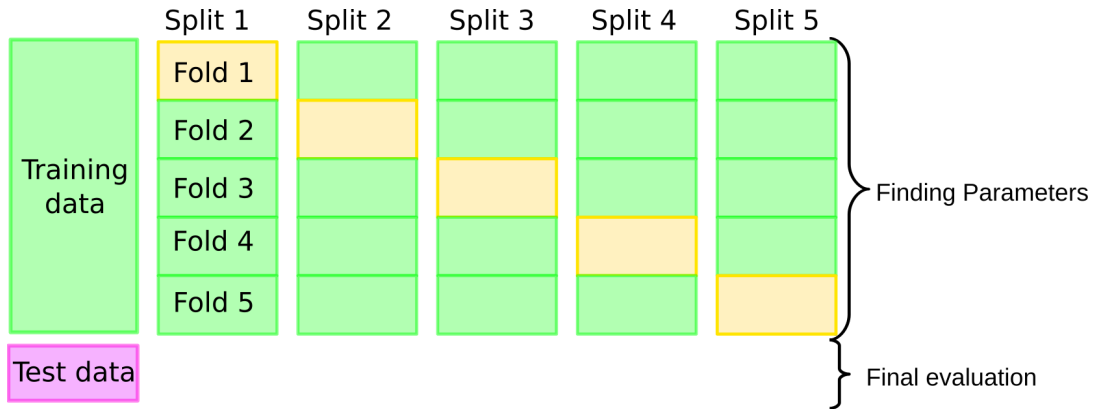 Split 1
Split 2
Split 3
Split 4
Split 5
Training
data
Fold 1
Fold 2
Fold 3
Fold 4
Fold 5
Finding Parameters
Test data
Final evaluation